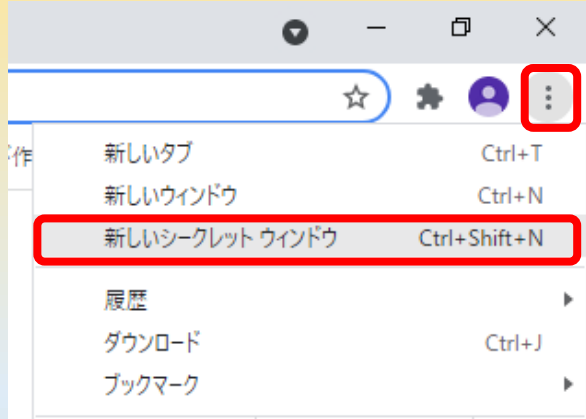 作
新しいタブ Ctrl+T
新しいウィンドウ Ctrl+N
新しいシークレット ウィンドウ Ctrl+Shift+N
履歴
ダウンロード Ctrl+J
ブックマーク